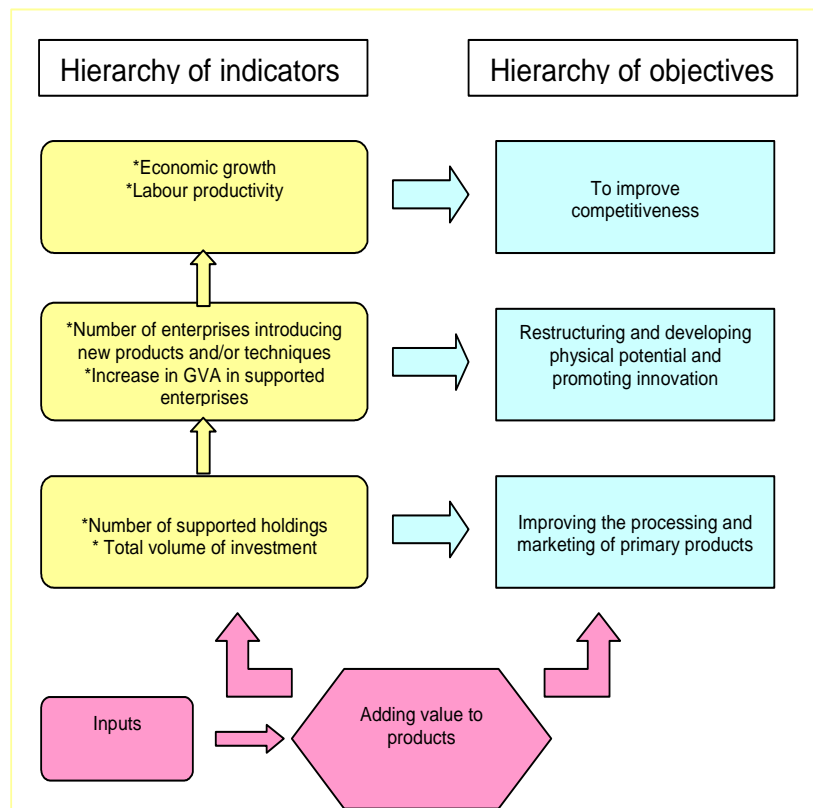 Hierarchy of indicators
Hierarchy of objectives
*Economic growth
*Labour productivity
To improve
competitiveness
*Number of enterprises introducing
new products and/or techniques
*Increase in GVA in supported
enterprises
Restructuring and developing
physical potential and
promoting innovation
*Number of supported holdings
* Total volume of investment
Improving the processing and
marketing of primary products
Inputs
Adding value to
products